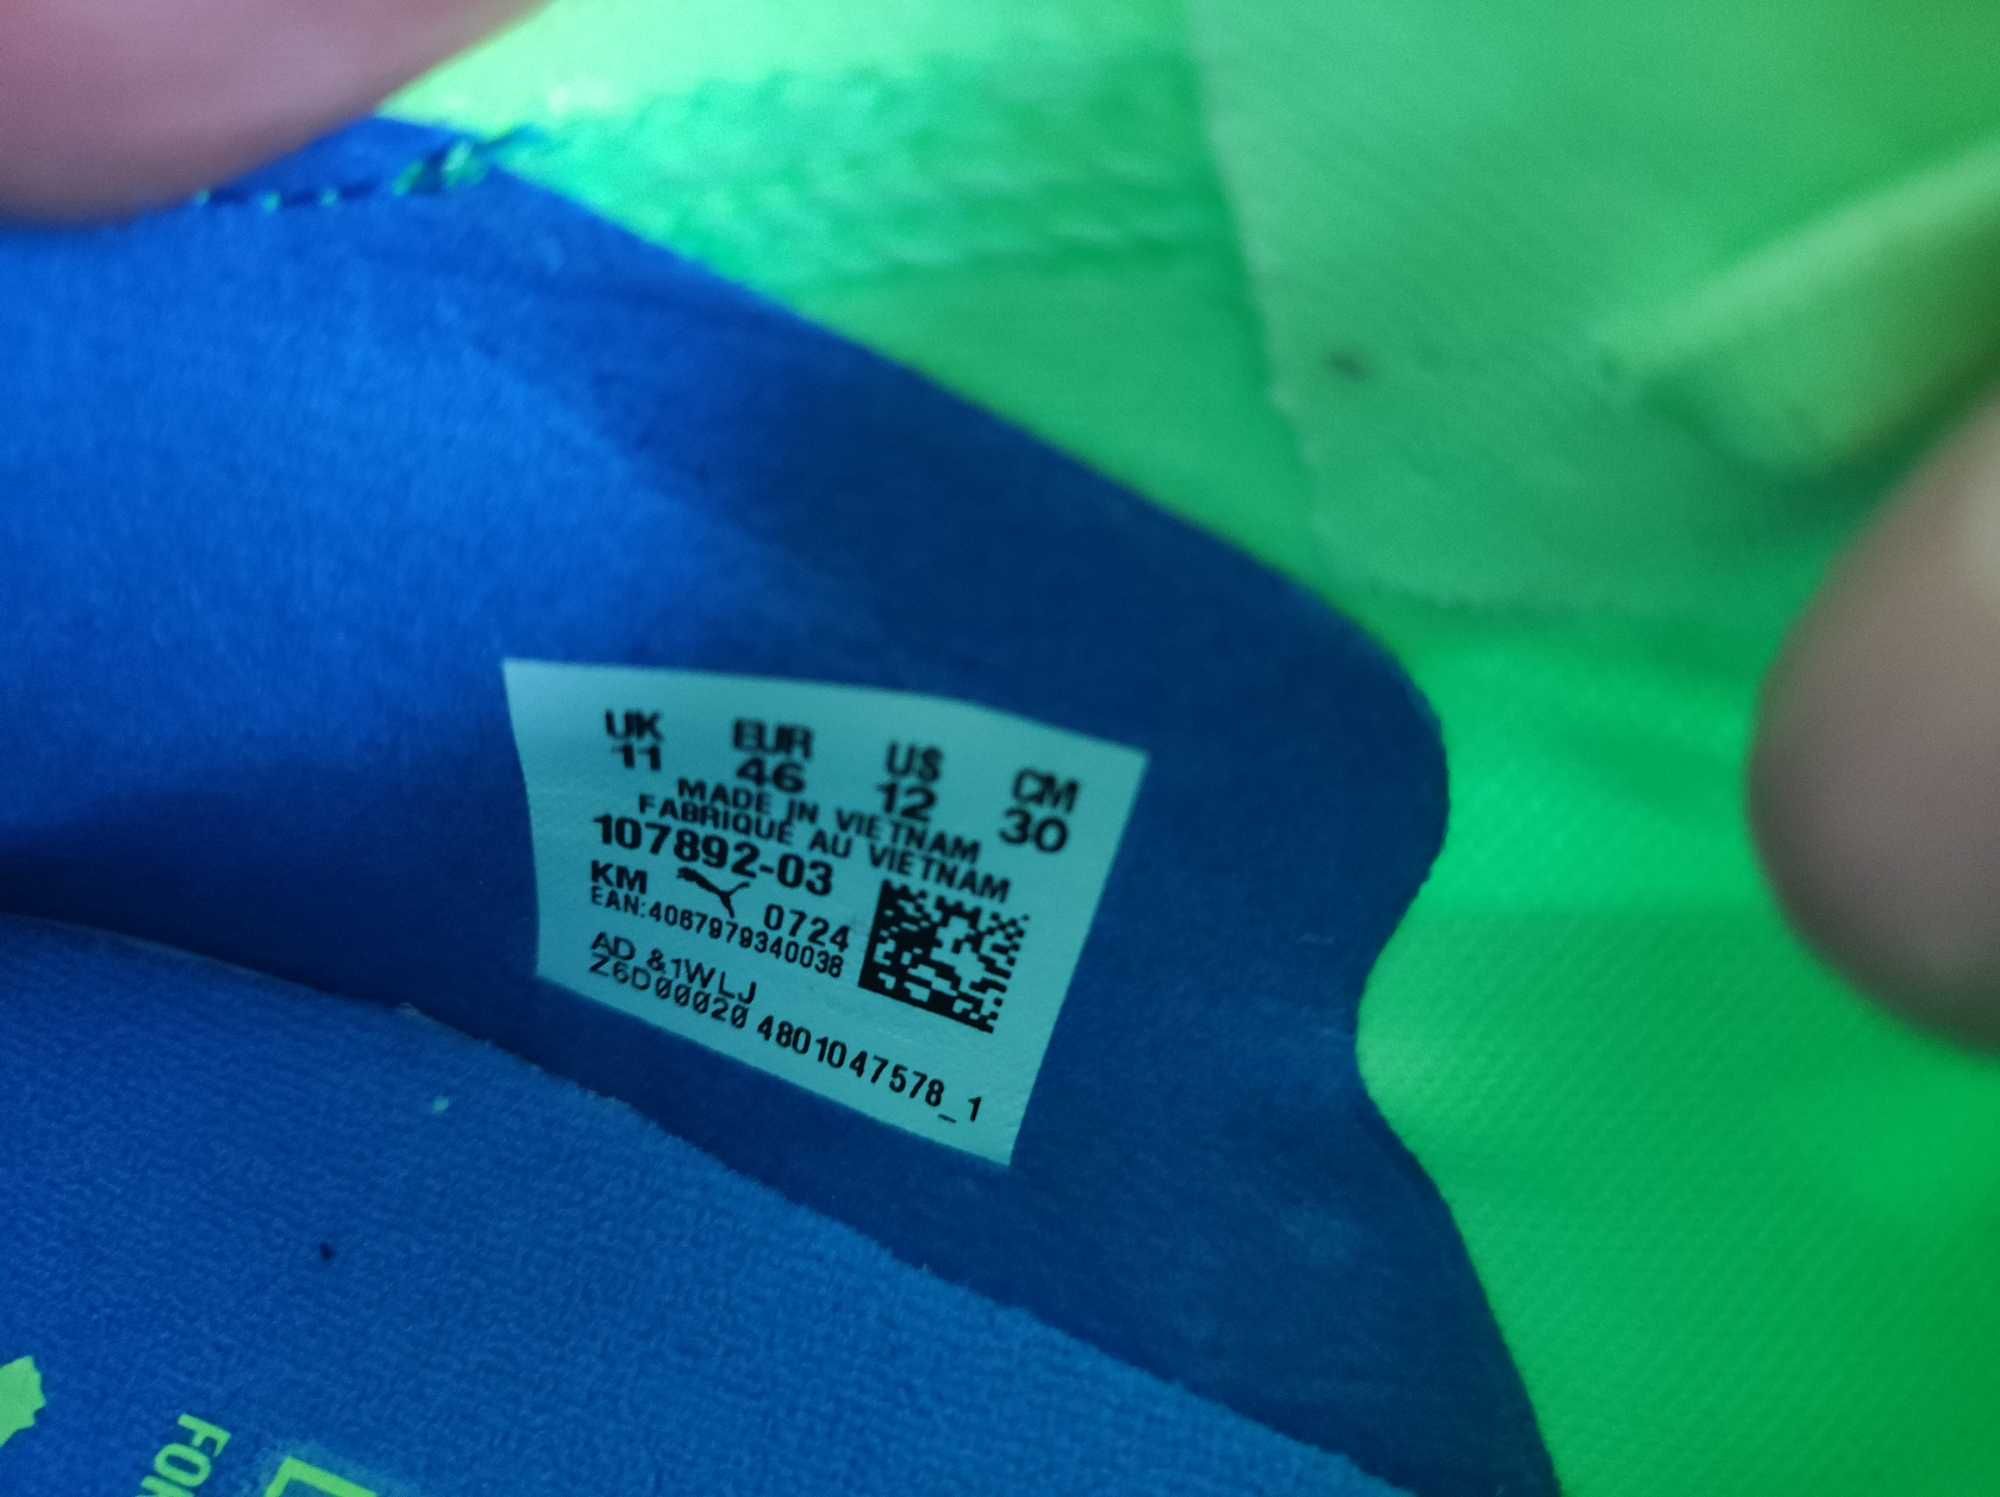 UK EUR US CM
11 46 12 30
MADE IN VIETNAM
FABRIQUÉ AU VIETNAM
107892-03
KM 0724
EAN:4067979340038
AD &1WLJ
Z6D00020 4801047578_1